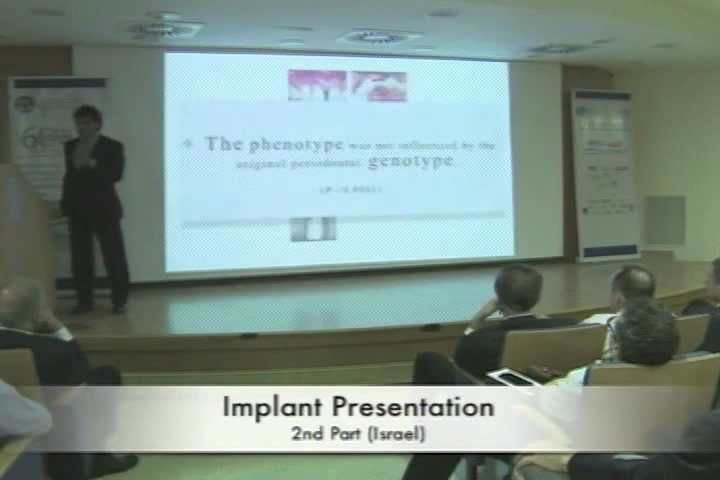 The phenotype was not influenced by the
original periodontal genotype
Implant Presentation
2nd Part (Israel)